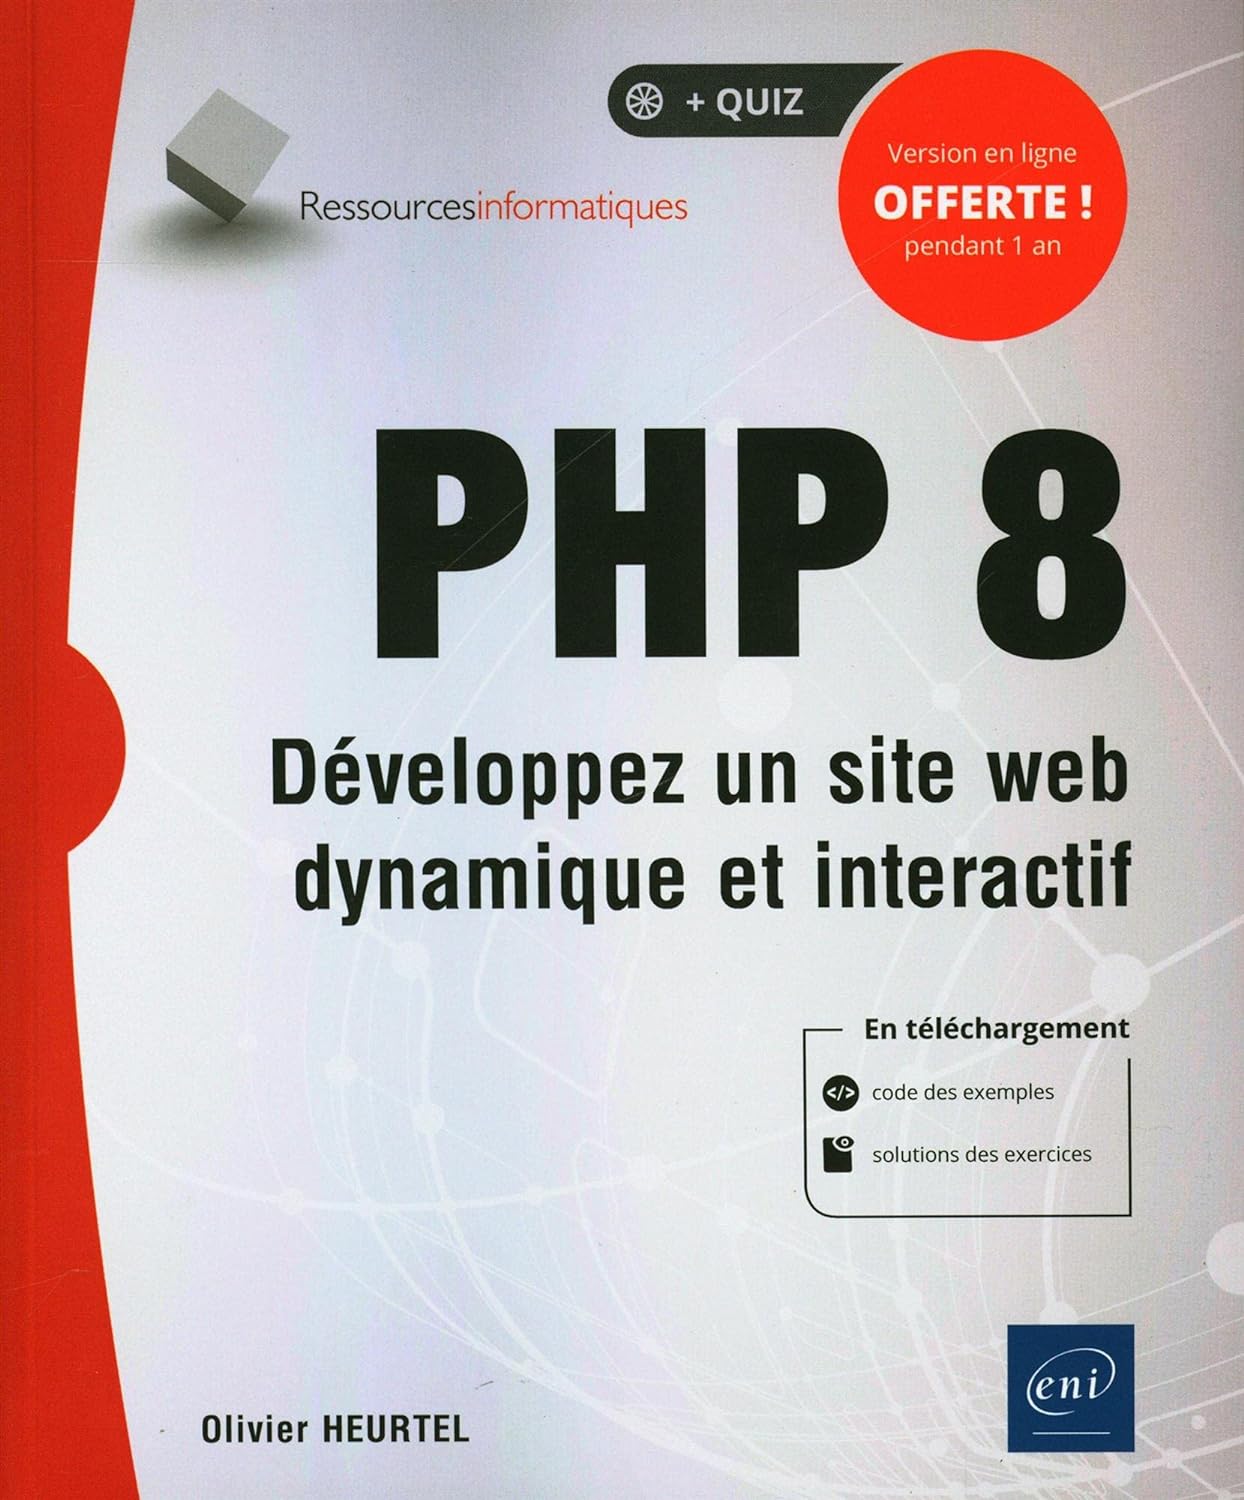 + QUIZ
Version en ligne
OFFERTE !
pendant 1 an
Ressourcesinformatiques
PHP 8
Développez un site web
dynamique et interactif
En téléchargement
</> code des exemples
solutions des exercices
Olivier HEURTEL
eni